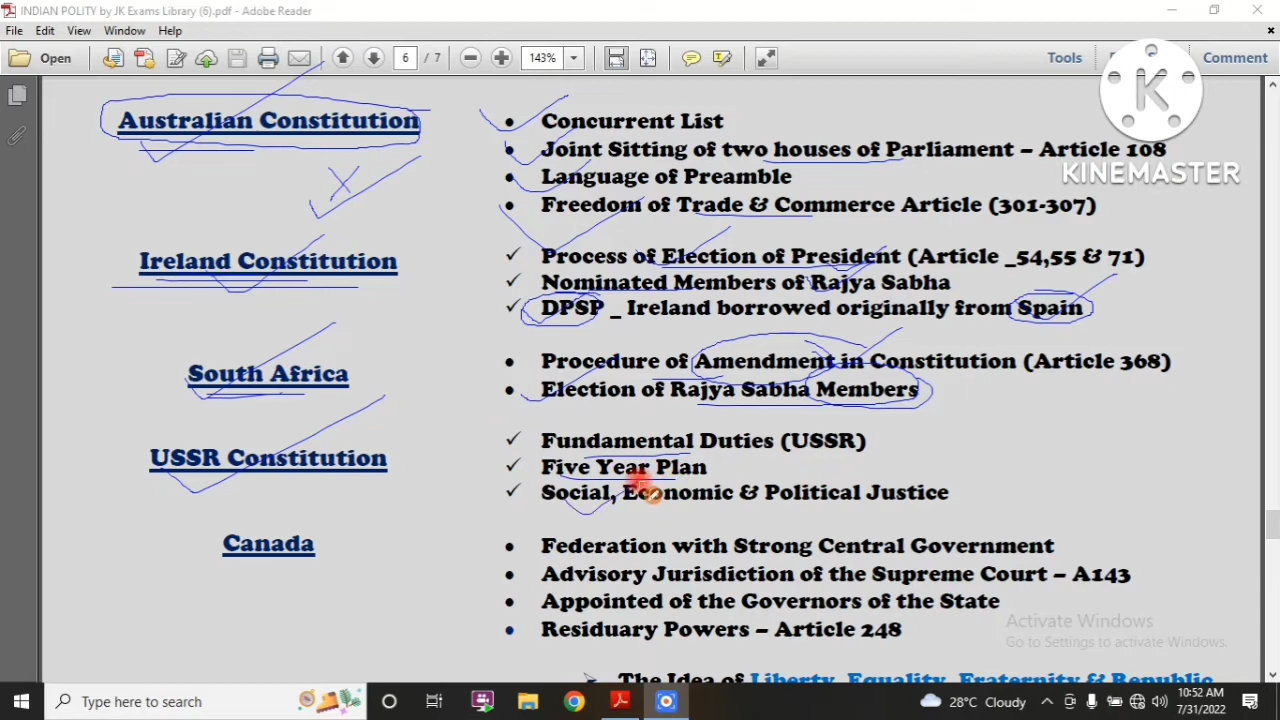 INDIAN POLITY by JK Exams Library (6).pdf - Adobe Reader
File Edit View Window Help
Open 6 / 7 143% Tools Comment
K
KINEMASTER
Australian Constitution
• Concurrent List
• Joint Sitting of two houses of Parliament – Article 108
• Language of Preamble
• Freedom of Trade & Commerce Article (301-307)
X
Ireland Constitution
✓ Process of Election of President (Article _54,55 & 71)
✓ Nominated Members of Rajya Sabha
✓ DPSP _ Ireland borrowed originally from Spain
South Africa
• Procedure of Amendment in Constitution (Article 368)
• Election of Rajya Sabha Members
USSR Constitution
✓ Fundamental Duties (USSR)
✓ Five Year Plan
✓ Social, Economic & Political Justice
Canada
• Federation with Strong Central Government
• Advisory Jurisdiction of the Supreme Court – A143
• Appointed of the Governors of the State
• Residuary Powers – Article 248
Activate Windows
Go to Settings to activate Windows.
➢ The Idea of Liberty, Equality, Fraternity & Republic
Type here to search
28°C Cloudy
10:52 AM
7/31/2022